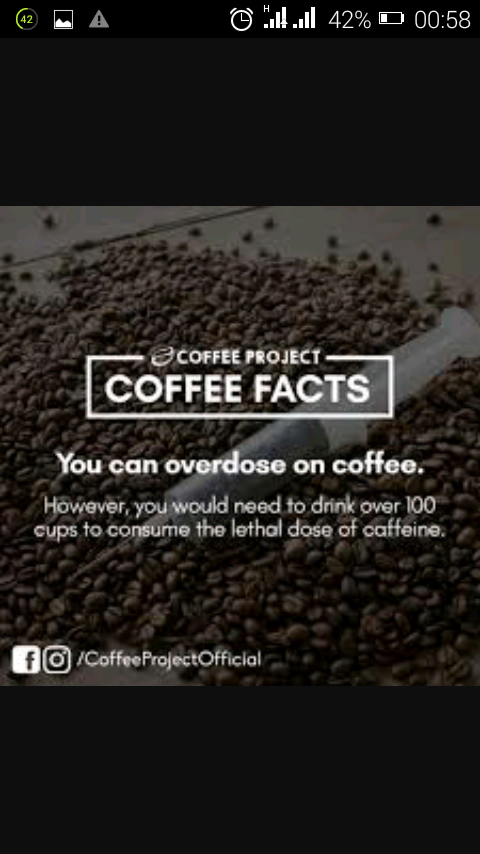 42 H 42% 00:58
COFFEE PROJECT
COFFEE FACTS
You can overdose on coffee.
However, you would need to drink over 100
cups to consume the lethal dose of caffeine.
/CoffeeProjectOfficial